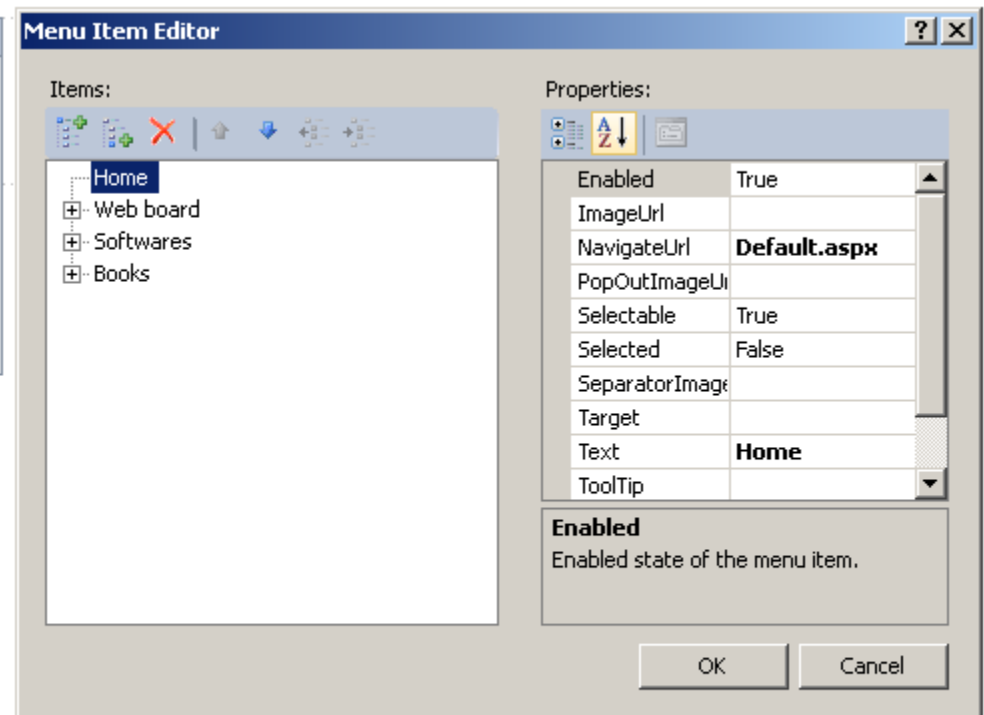 Menu Item Editor
Items:
Home
Web board
Softwares
Books
Properties:
A
Z
Enabled True
ImageUrl
NavigateUrl Default.aspx
PopOutImageU
Selectable True
Selected False
SeparatorImage
Target
Text Home
ToolTip
Enabled
Enabled state of the menu item.
OK Cancel